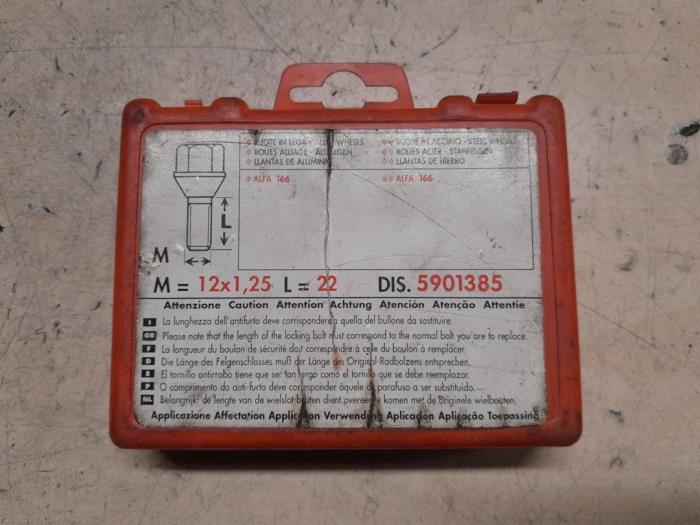 RUOTE IN LEGA - ALLOY WHEELS
ROUES ALLIAGE - ALUFELGEN
LLANTAS DE ALUMINIO
ALFA 166
RUOTE IN ACCIAIO - STEEL WHEELS
ROUES ACIER - STAHLFELGEN
LLANTAS DE HIERRO
ALFA 166
L
M
M = 12x1,25 L = 22 DIS. 5901385
Attenzione Caution Attention Achtung Atención Atenção Attentie
I La lunghezza dell'antifurto deve corrispondere a quella del bullone da sostituire.
GB Please note that the length of the locking bolt must correspond to the normal bolt you are to replace.
F La longueur du boulon de sécurité doit correspondre à celle du boulon à remplacer.
D Die Länge des Felgenschlosses muß der Länge des Original-Radbolzens entsprechen.
E El tornillo antirrobo tiene que ser tan largo como el tornillo que se debe reemplazar.
P O comprimento do anti-furto deve corresponder àquele do parafuso a ser substituido.
NL Belangrijk: de lengte van de wielslot-bouten dient overeen te komen met de originele wielbouten.
Applicazione Affectation Application Verwendung Aplicación Aplicação Toepassing